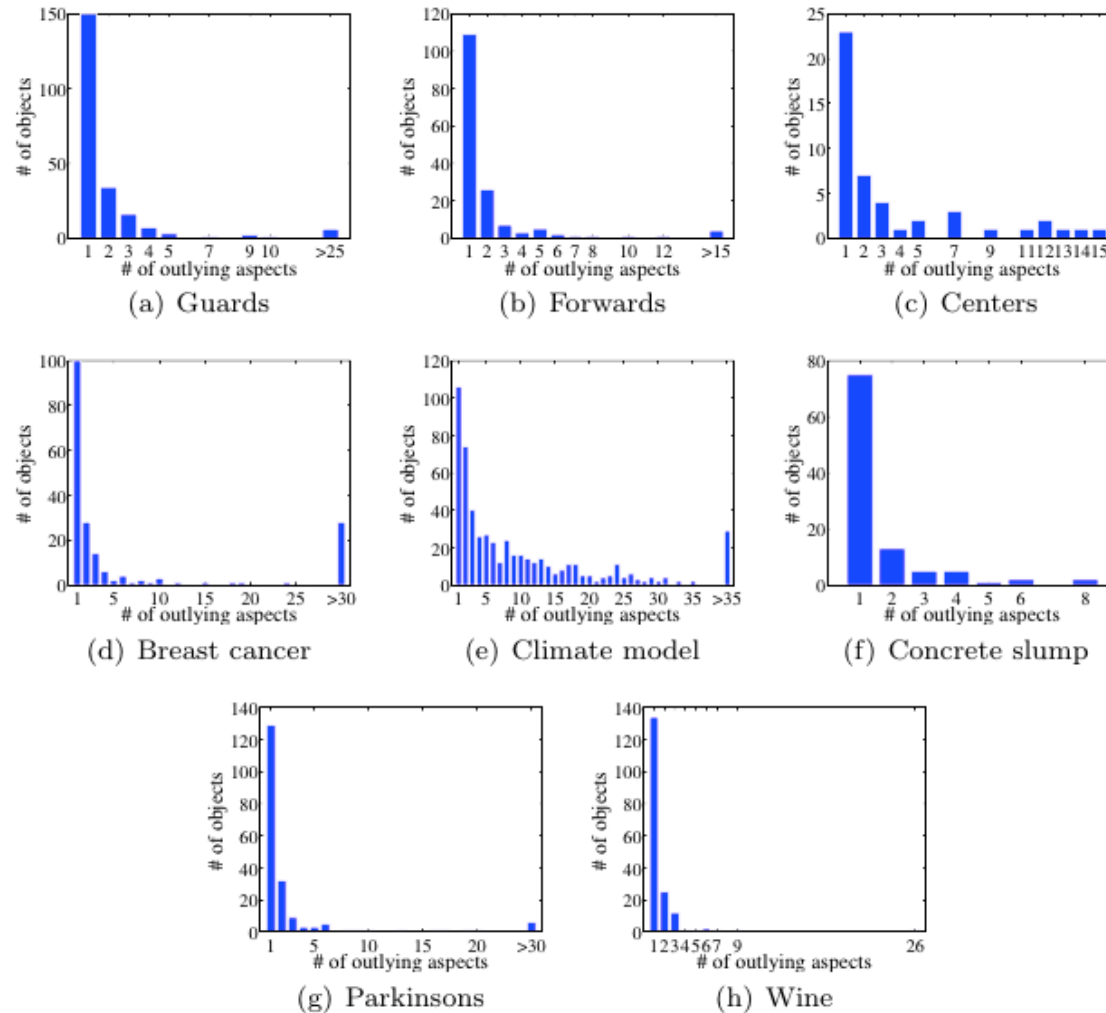 150
100
50
0
# of objects
1 2 3 4 5 7 9 10 >25
# of outlying aspects
(a) Guards
120
100
80
60
40
20
0
# of objects
1 2 3 4 5 6 7 8 10 12 >15
# of outlying aspects
(b) Forwards
25
20
15
10
5
0
# of objects
1 2 3 4 5 7 9 11 12 13 14 15
# of outlying aspects
(c) Centers
100
80
60
40
20
0
# of objects
1 5 10 15 20 25 >30
# of outlying aspects
(d) Breast cancer
120
100
80
60
40
20
0
# of objects
1 5 10 15 20 25 30 35 >35
# of outlying aspects
(e) Climate model
80
60
40
20
0
# of objects
1 2 3 4 5 6 8
# of outlying aspects
(f) Concrete slump
140
120
100
80
60
40
20
0
# of objects
1 5 10 15 20 >30
# of outlying aspects
(g) Parkinsons
140
120
100
80
60
40
20
0
# of objects
1 2 3 4 5 6 7 9 26
# of outlying aspects
(h) Wine